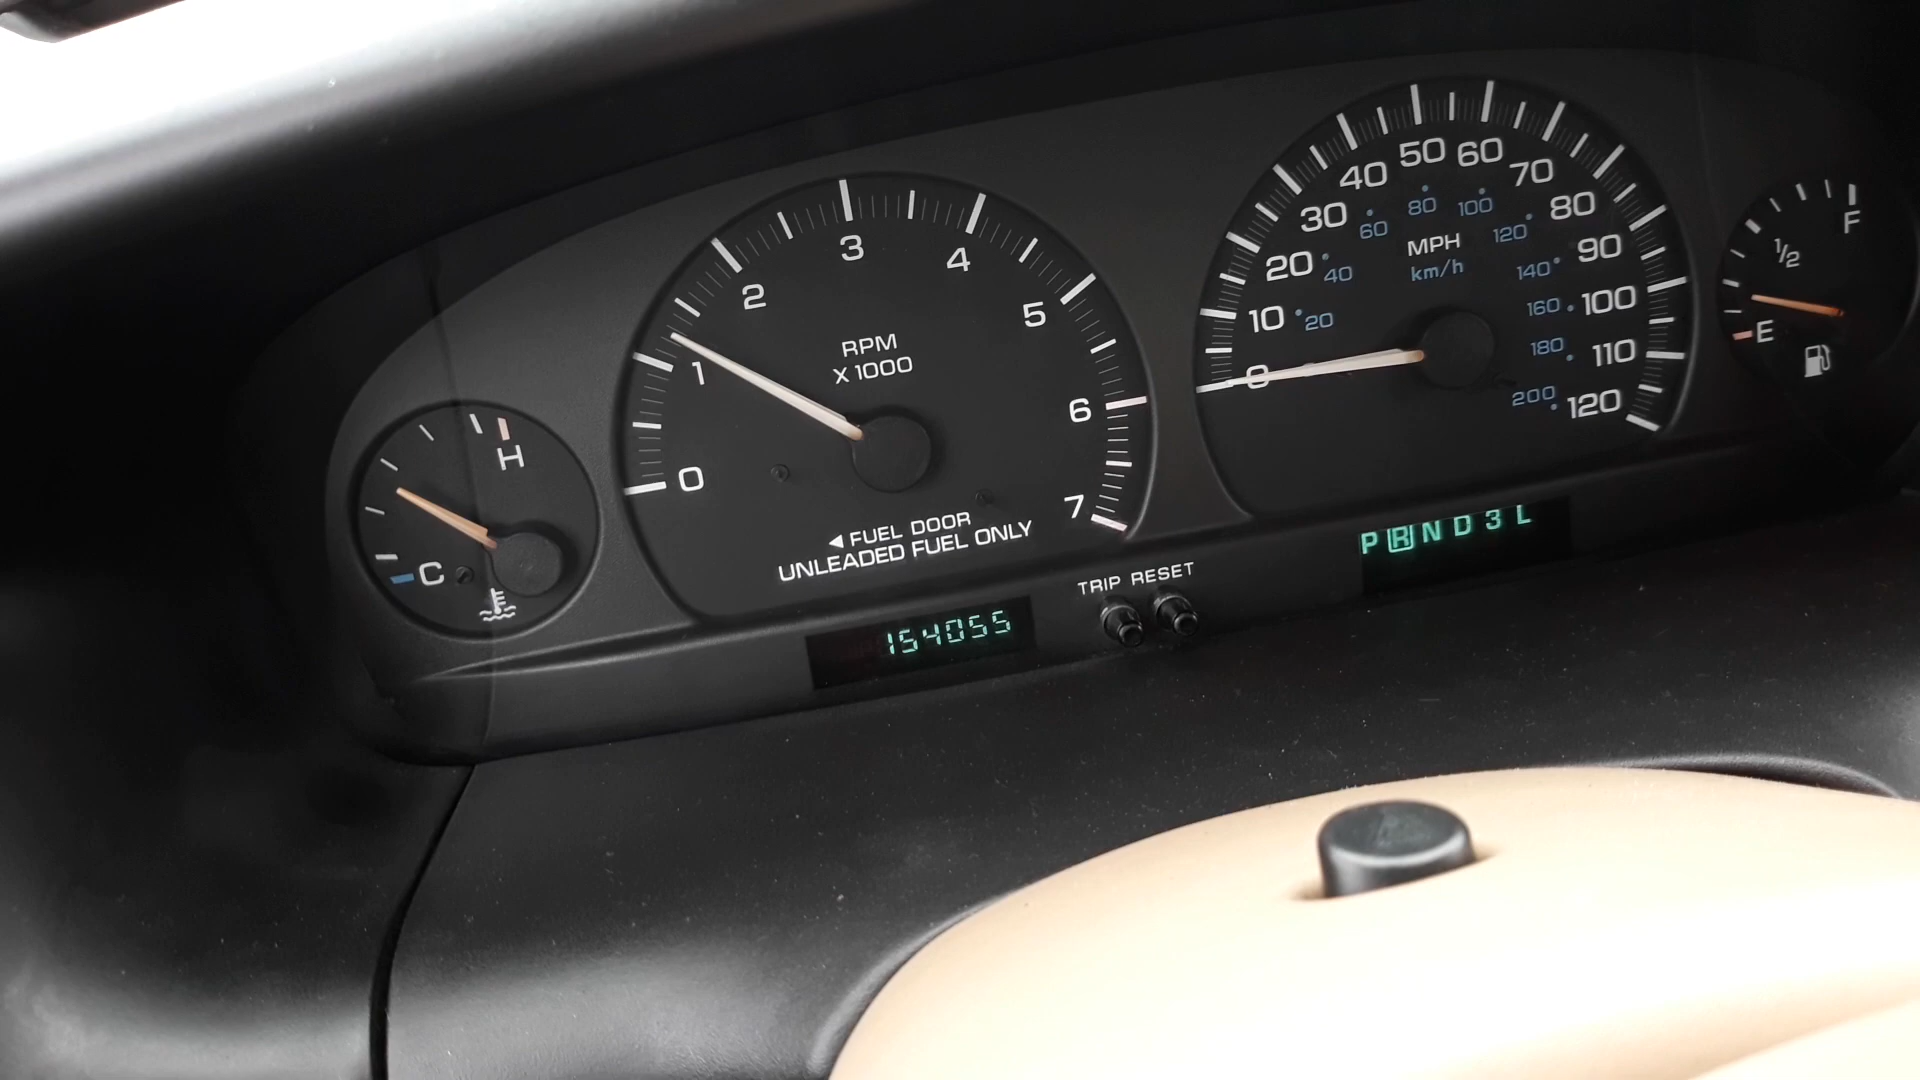 H
C
0
1
2
3
4
5
6
7
RPM
X 1000
◀ FUEL DOOR
UNLEADED FUEL ONLY
154055
TRIP RESET
0
10
20
30
40
50
60
70
80
90
100
110
120
20
40
60
80
100
120
140
160
180
200
MPH
km/h
P R N D 3 L
F
1/2
E